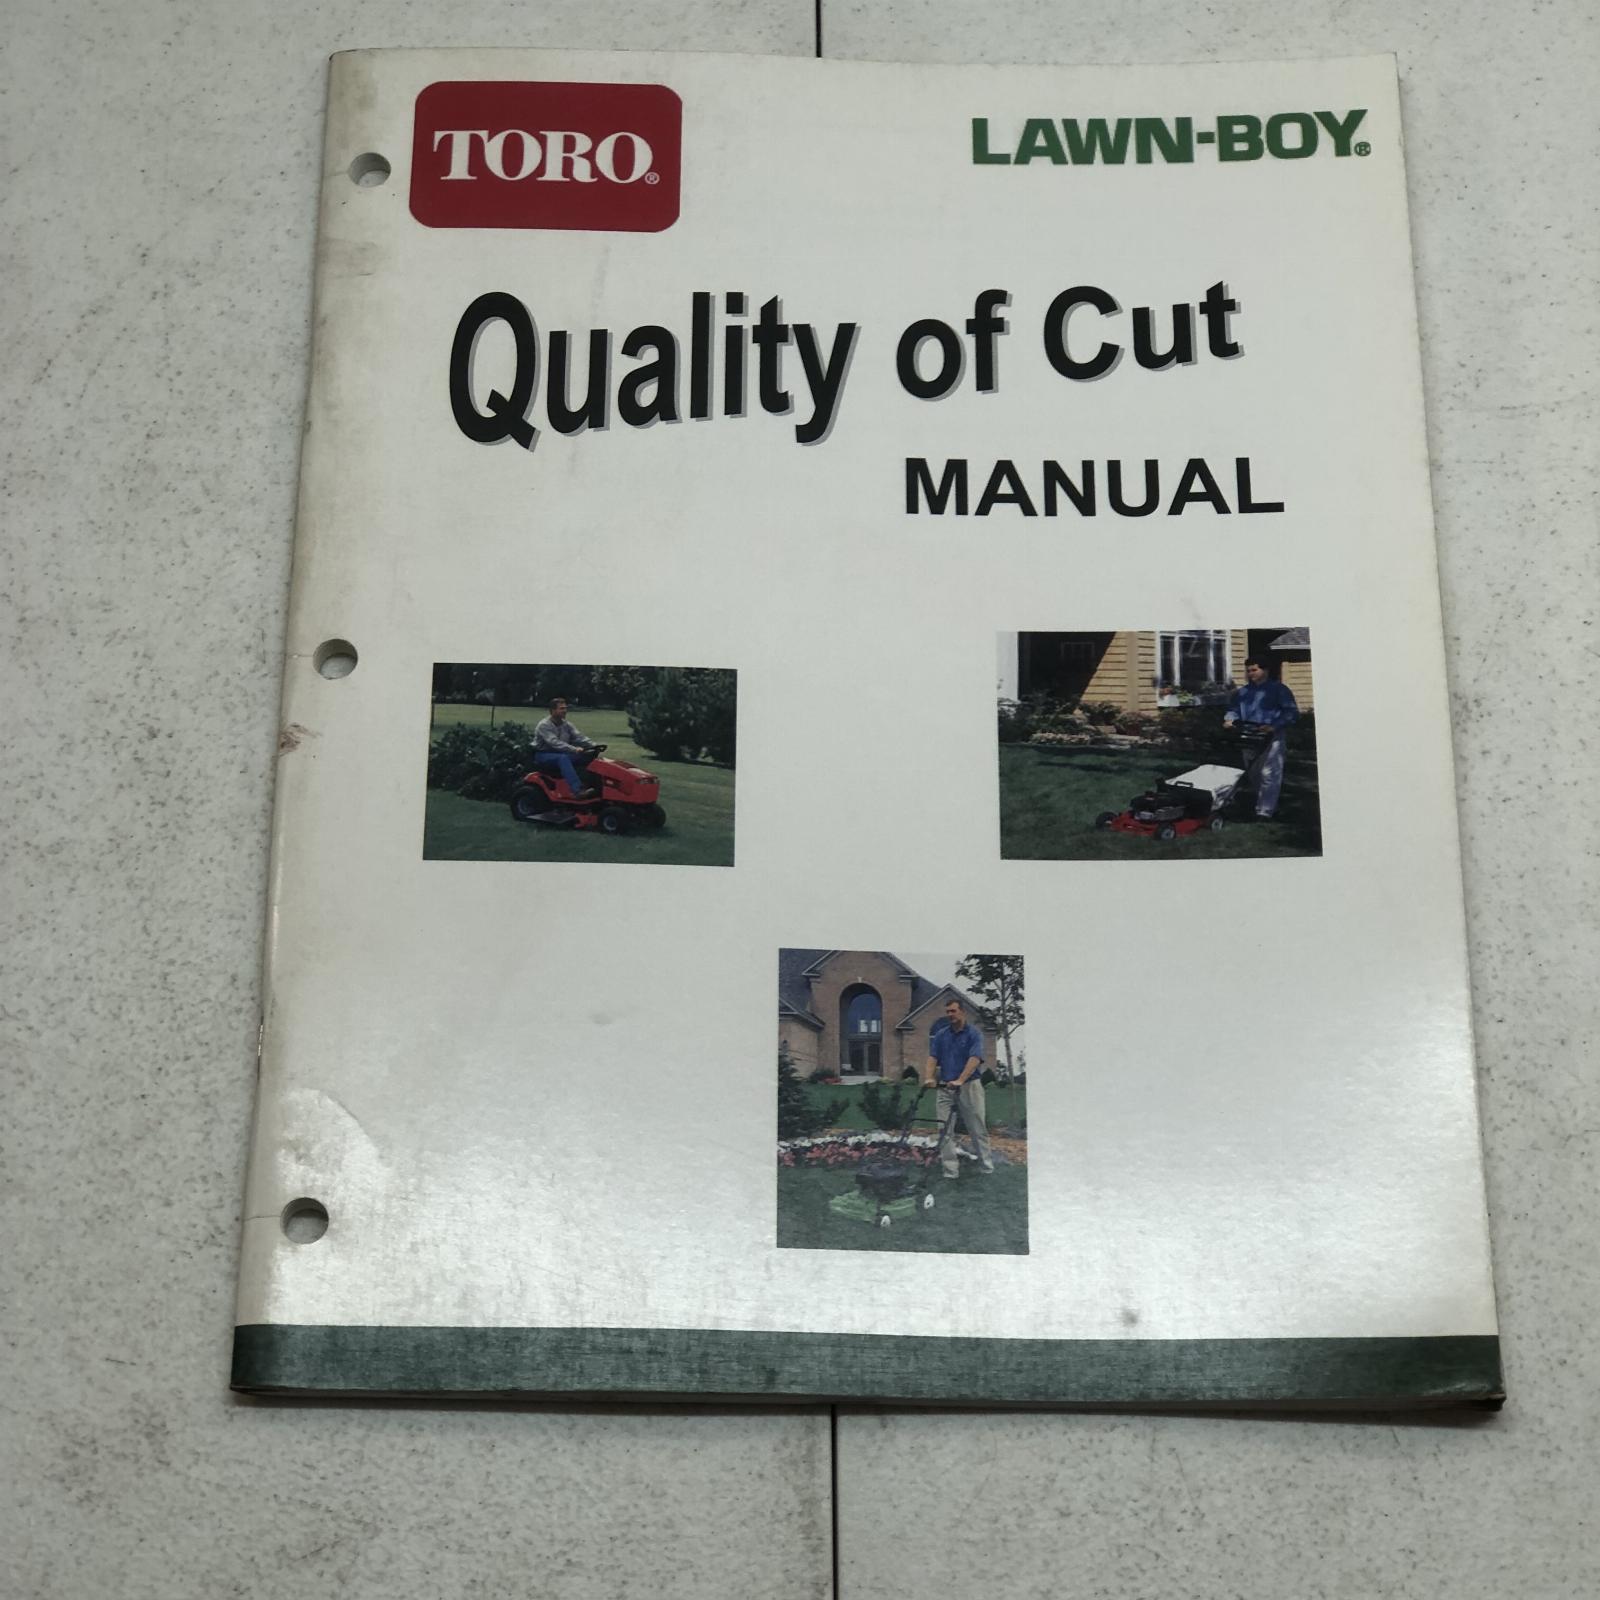 TORO®
LAWN-BOY®
Quality of Cut
MANUAL